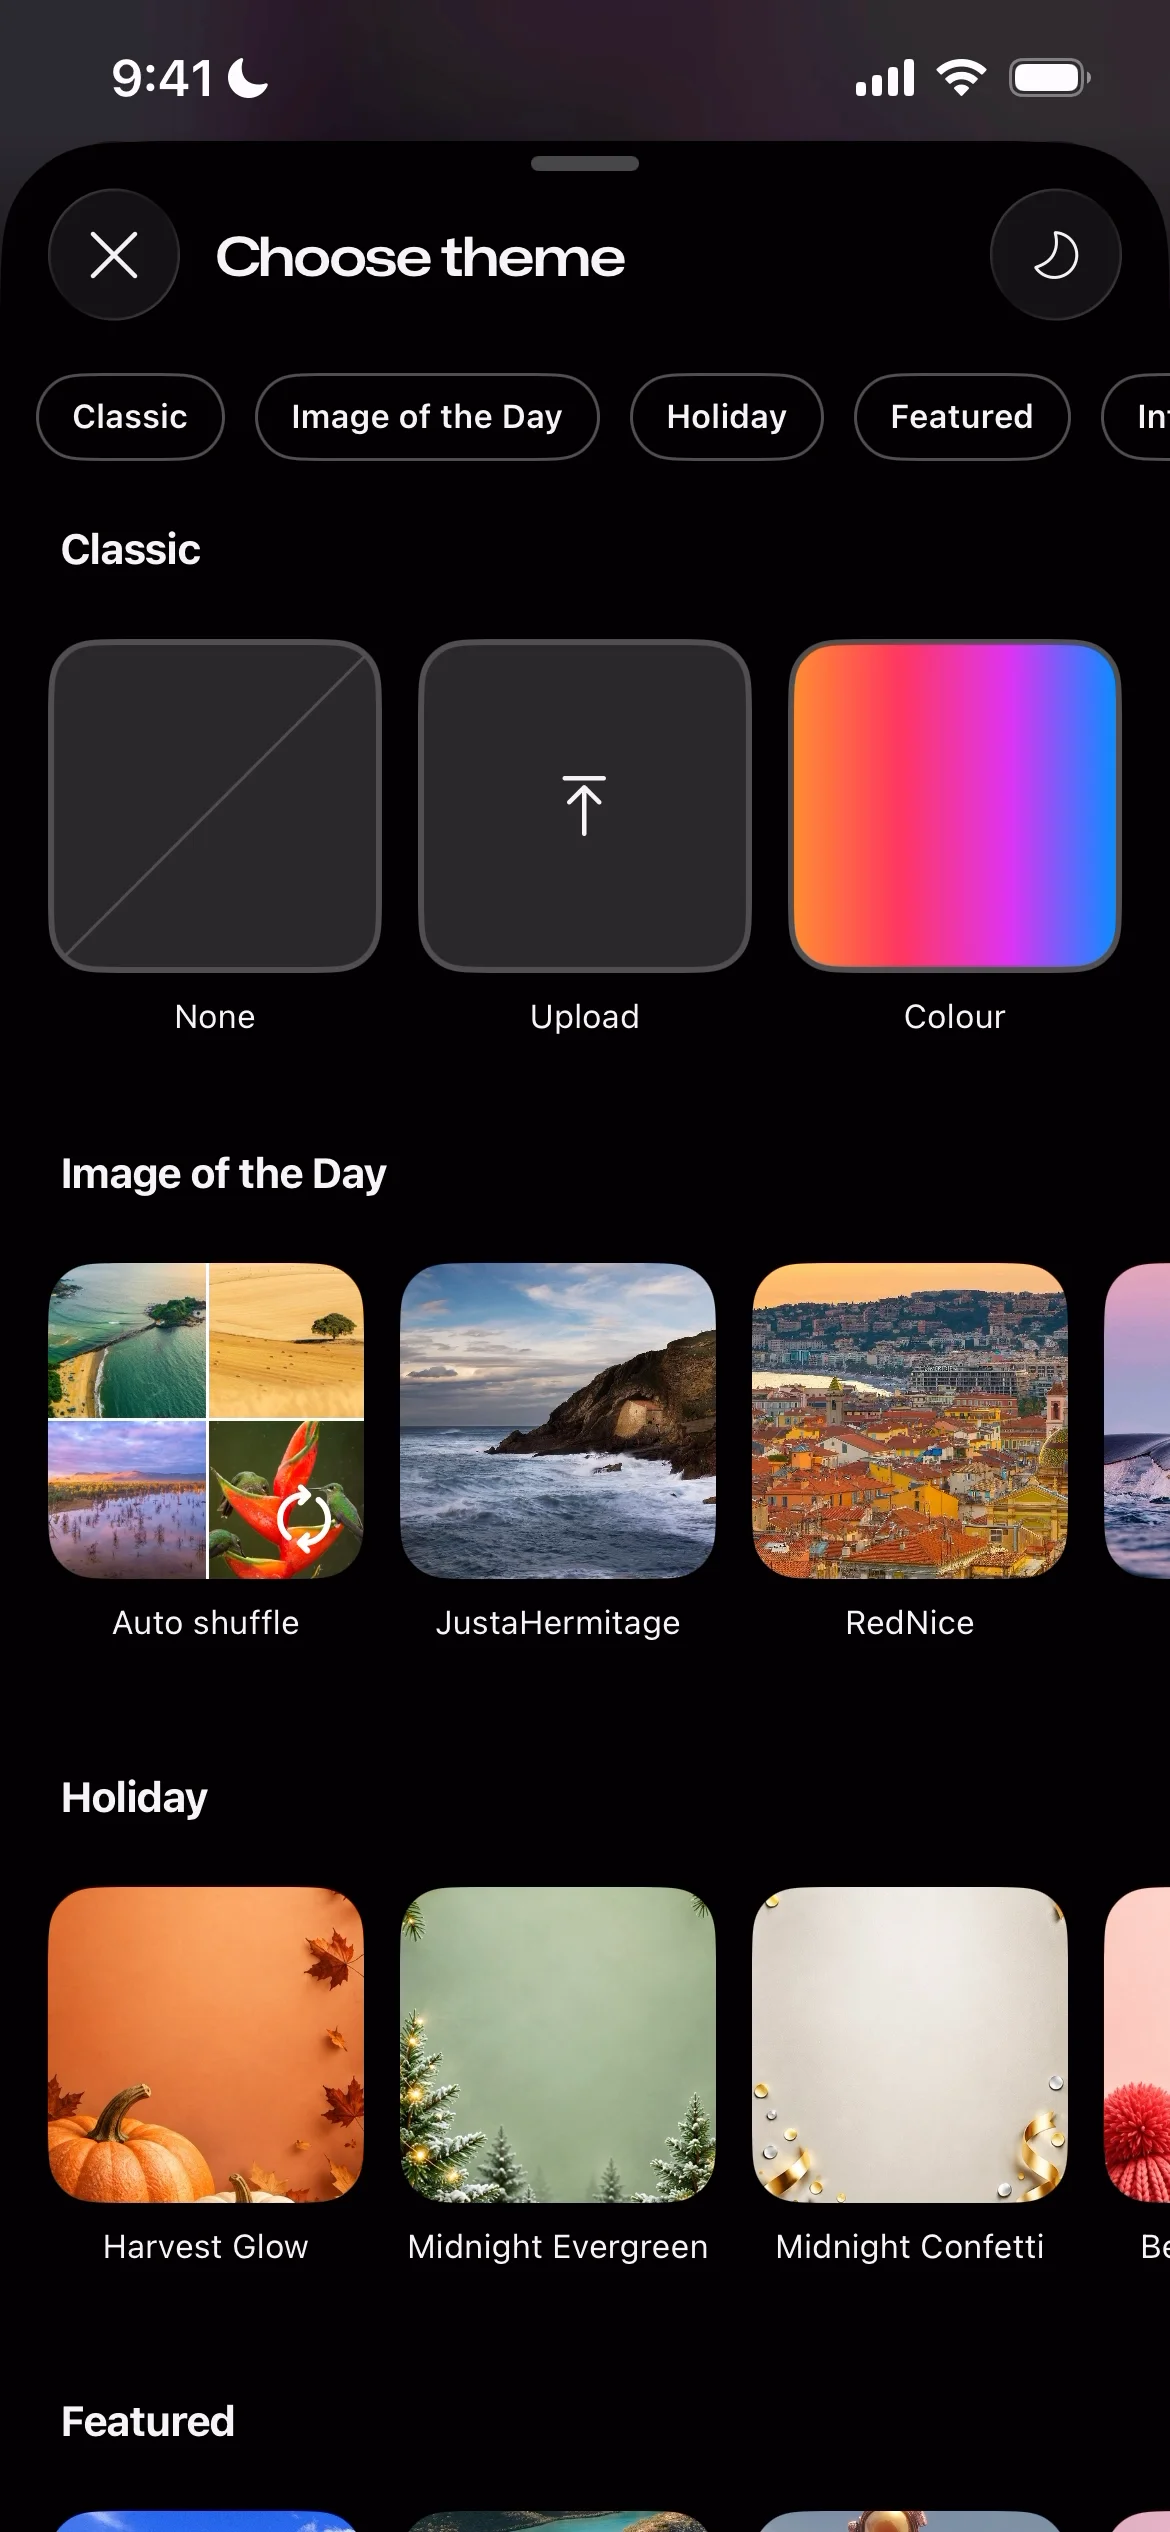 9:41
Choose theme
Classic
Image of the Day
Holiday
Featured
Classic
None
Upload
Colour
Image of the Day
Auto shuffle
JustaHermitage
RedNice
Holiday
Harvest Glow
Midnight Evergreen
Midnight Confetti
Featured